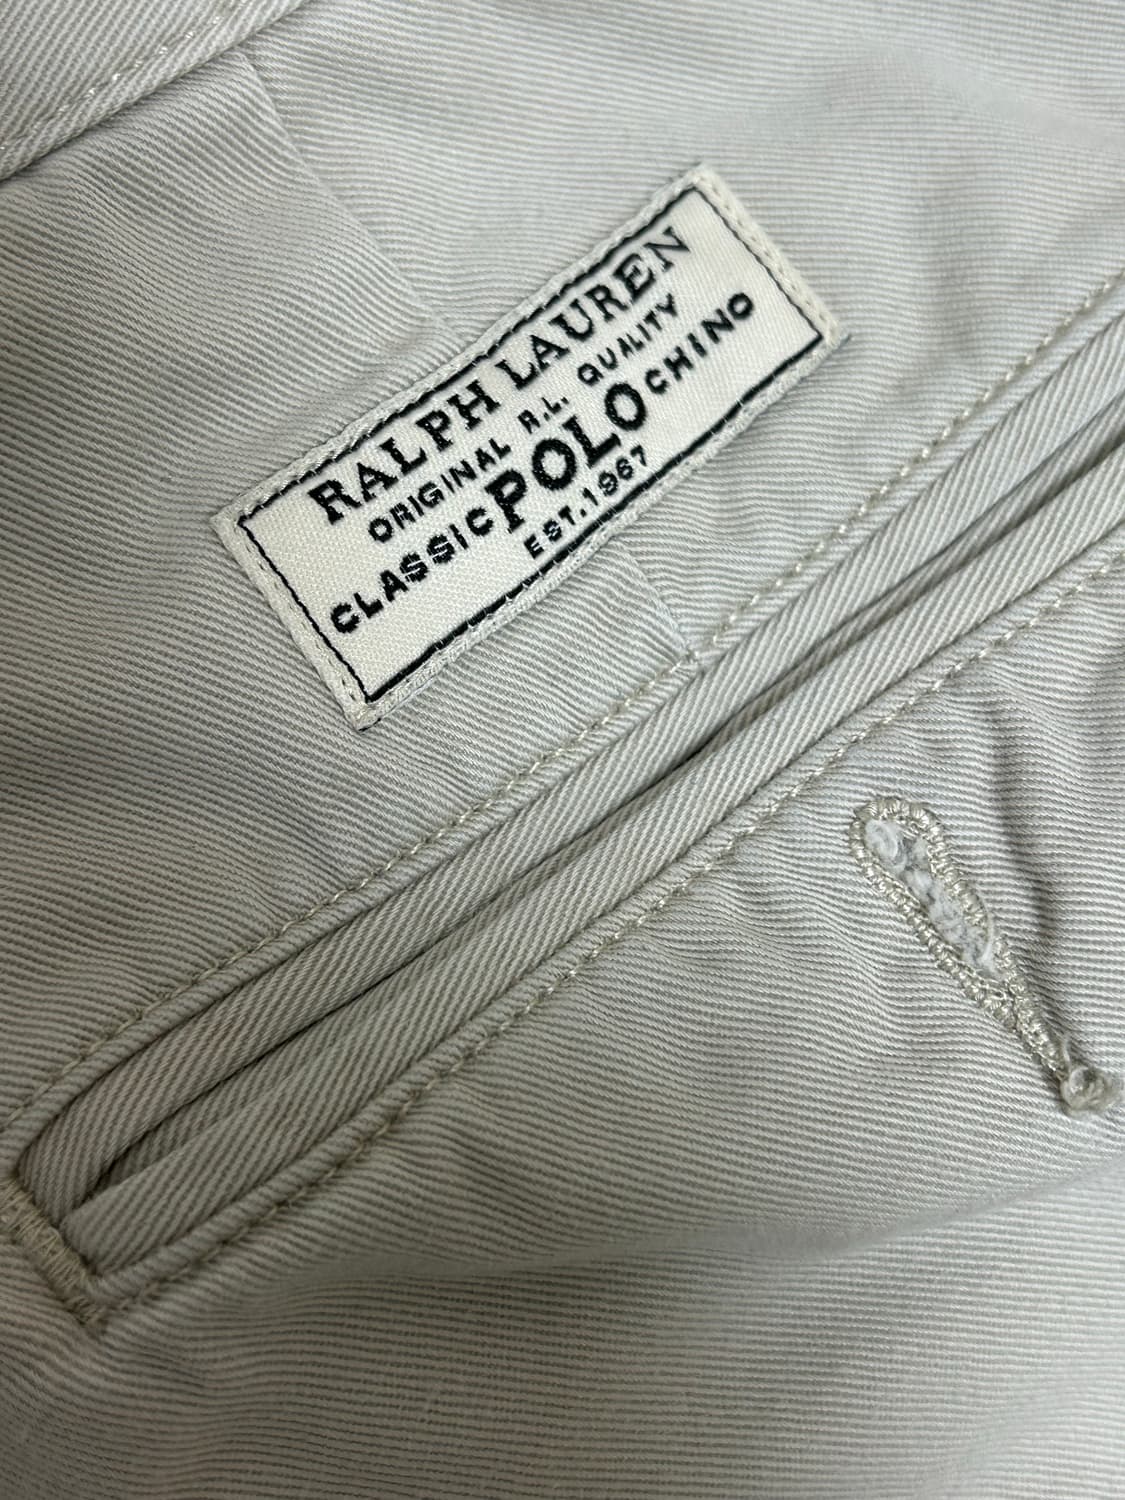 RALPH LAUREN
ORIGINAL R.L. QUALITY
CLASSIC POLO CHINO
EST. 1967